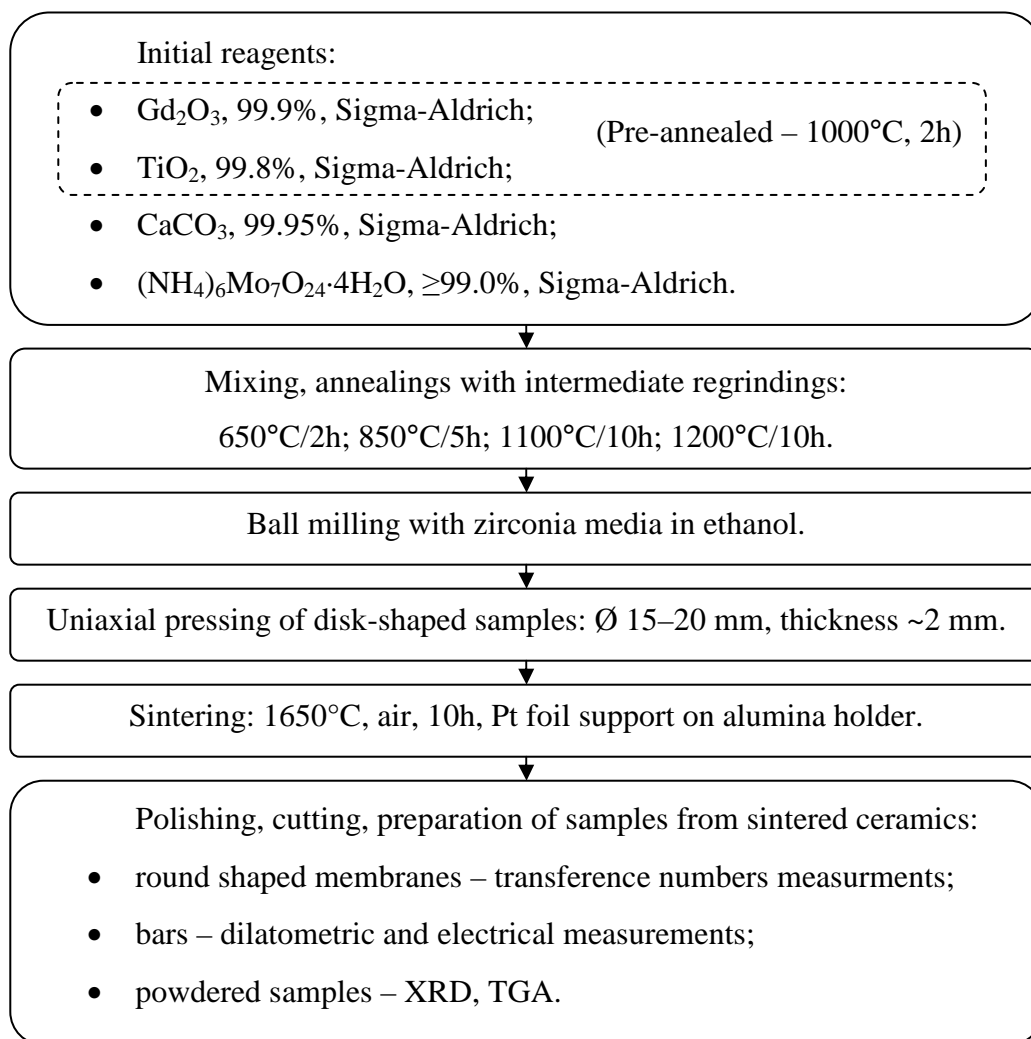 Initial reagents:
• Gd₂O₃, 99.9%, Sigma-Aldrich;
(Pre-annealed – 1000°C, 2h)
• TiO₂, 99.8%, Sigma-Aldrich;
• CaCO₃, 99.95%, Sigma-Aldrich;
• (NH₄)₆Mo₇O₂₄·4H₂O, ≥99.0%, Sigma-Aldrich.
Mixing, annealings with intermediate regrindings:
650°C/2h; 850°C/5h; 1100°C/10h; 1200°C/10h.
Ball milling with zirconia media in ethanol.
Uniaxial pressing of disk-shaped samples: Ø 15–20 mm, thickness ~2 mm.
Sintering: 1650°C, air, 10h, Pt foil support on alumina holder.
Polishing, cutting, preparation of samples from sintered ceramics:
• round shaped membranes – transference numbers measurments;
• bars – dilatometric and electrical measurements;
• powdered samples – XRD, TGA.